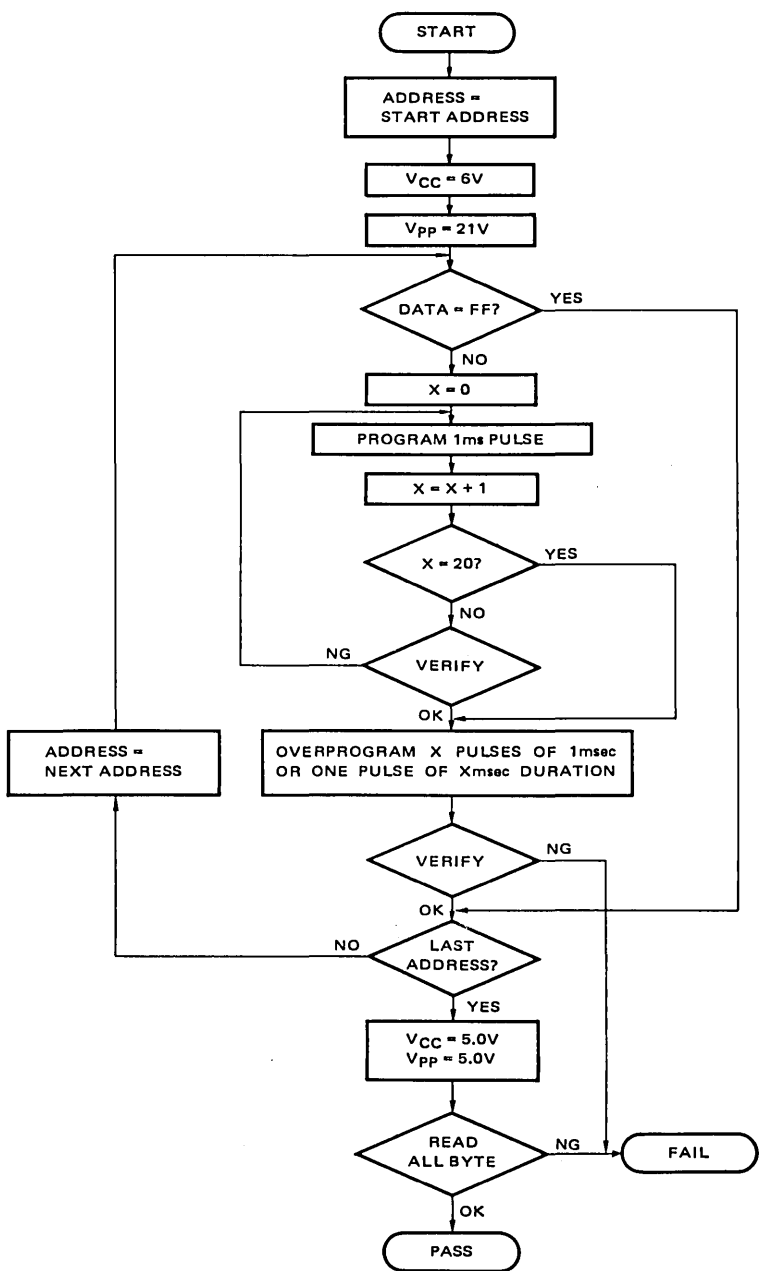 START
ADDRESS =
START ADDRESS
VCC = 6V
VPP = 21V
DATA = FF?
YES
NO
X = 0
PROGRAM 1ms PULSE
X = X + 1
X = 20?
YES
NO
NG
VERIFY
OK
ADDRESS =
NEXT ADDRESS
OVERPROGRAM X PULSES OF 1msec
OR ONE PULSE OF Xmsec DURATION
VERIFY
NG
OK
NO
LAST
ADDRESS?
YES
VCC = 5.0V
VPP = 5.0V
READ
ALL BYTE
NG
FAIL
OK
PASS